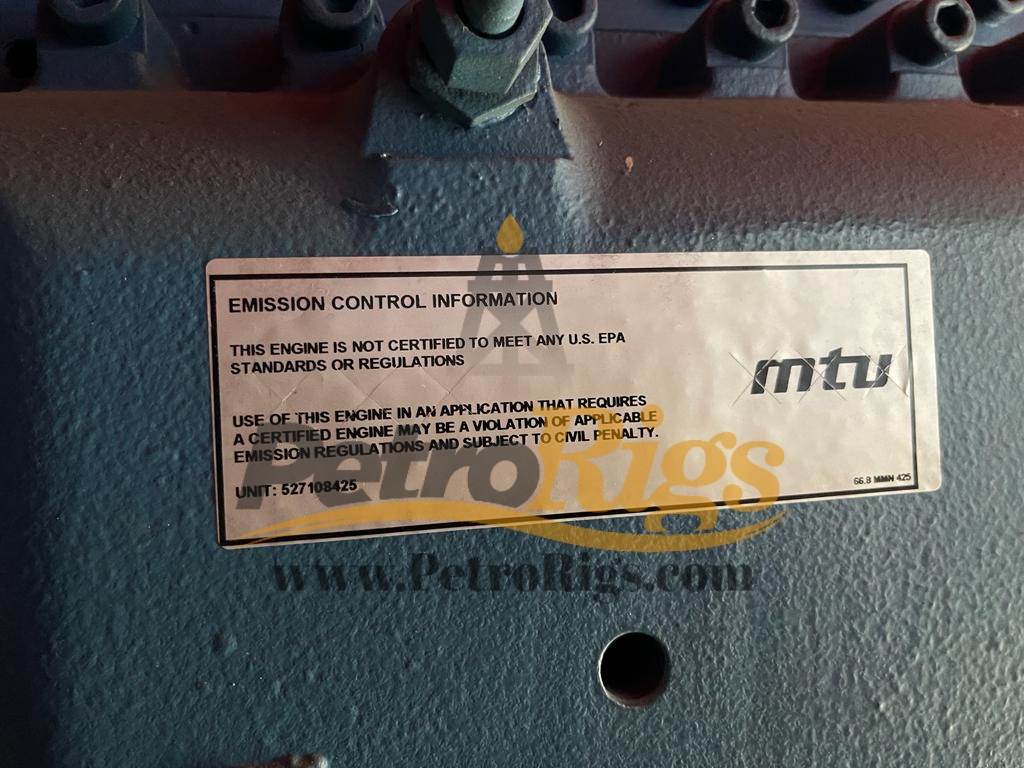 EMISSION CONTROL INFORMATION
THIS ENGINE IS NOT CERTIFIED TO MEET ANY U.S. EPA
STANDARDS OR REGULATIONS
mtu
USE OF THIS ENGINE IN AN APPLICATION THAT REQUIRES
A CERTIFIED ENGINE MAY BE A VIOLATION OF APPLICABLE
EMISSION REGULATIONS AND SUBJECT TO CIVIL PENALTY.
UNIT: 527108425
66.8 MMN 425
PetroRigs
www.PetroRigs.com